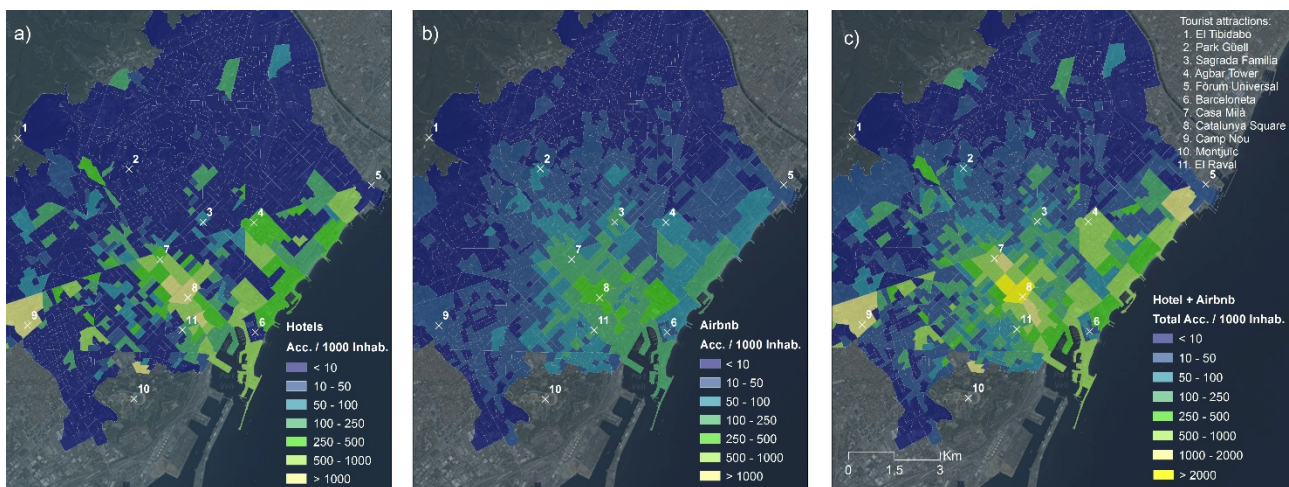 a)
1
2
3
4
5
6
7
8
9
10
11
Hotels
Acc. / 1000 Inhab.
< 10
10 - 50
50 - 100
100 - 250
250 - 500
500 - 1000
> 1000
b)
1
2
3
4
5
6
7
8
9
10
11
Airbnb
Acc. / 1000 Inhab.
< 10
10 - 50
50 - 100
100 - 250
250 - 500
500 - 1000
> 1000
c)
Tourist attractions:
1. El Tibidabo
2. Park Güell
3. Sagrada Família
4. Agbar Tower
5. Fòrum Universal
6. Barceloneta
7. Casa Milà
8. Catalunya Square
9. Camp Nou
10. Montjuïc
11. El Raval
1
2
3
4
5
6
7
8
9
10
11
Hotel + Airbnb
Total Acc. / 1000 Inhab.
< 10
10 - 50
50 - 100
100 - 250
250 - 500
500 - 1000
1000 - 2000
> 2000
Km
0 1.5 3